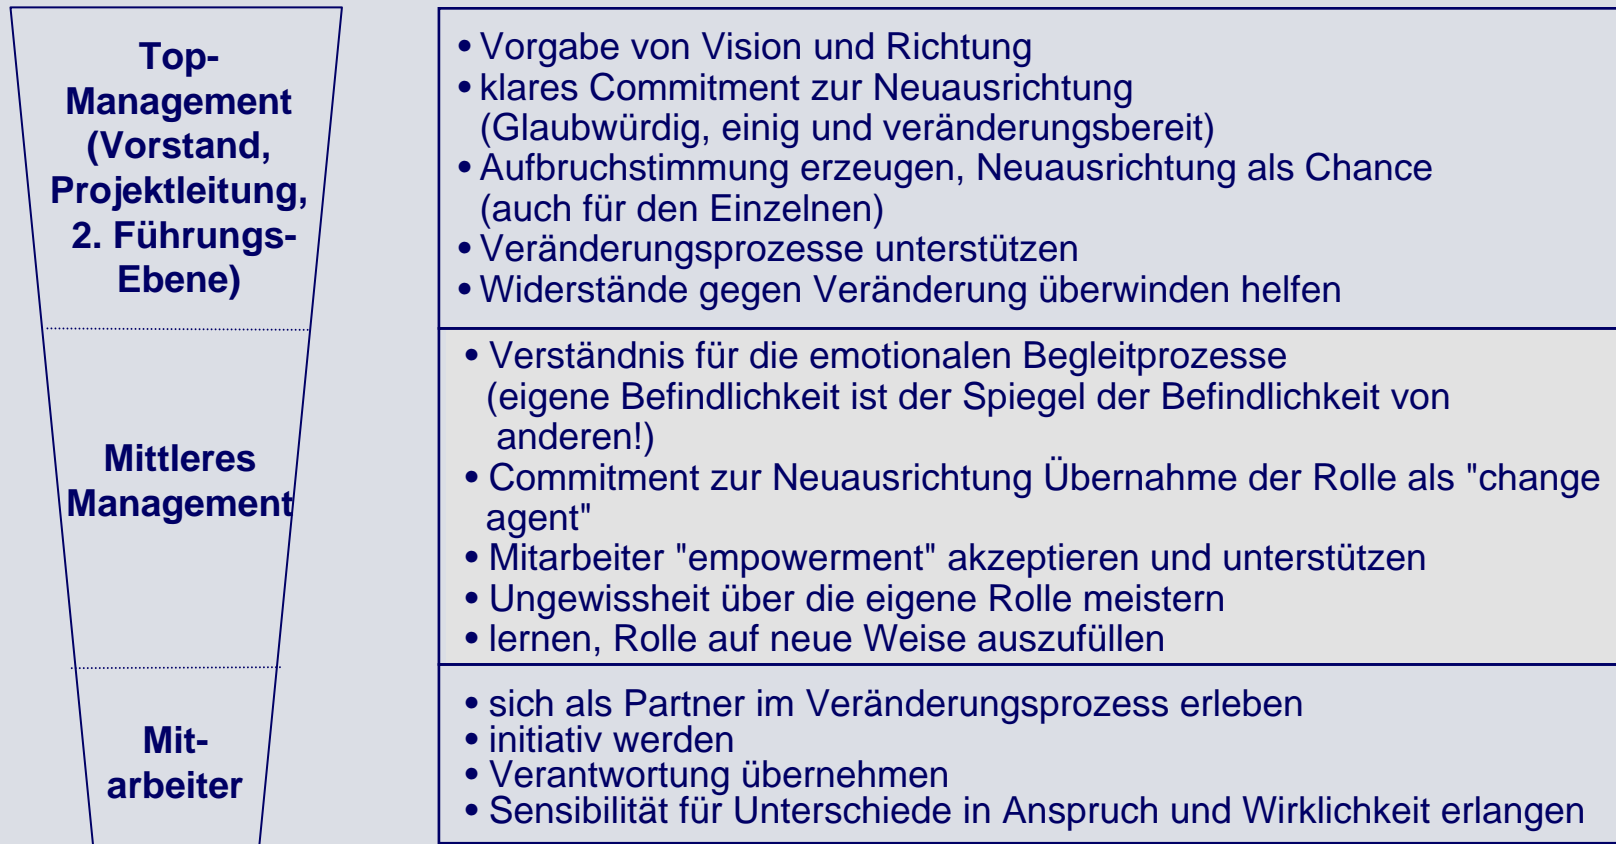 Top-
Management
(Vorstand,
Projektleitung,
2. Führungs-
Ebene)
• Vorgabe von Vision und Richtung
• klares Commitment zur Neuausrichtung
(Glaubwürdig, einig und veränderungsbereit)
• Aufbruchstimmung erzeugen, Neuausrichtung als Chance
(auch für den Einzelnen)
• Veränderungsprozesse unterstützen
• Widerstände gegen Veränderung überwinden helfen
Mittleres
Management
• Verständnis für die emotionalen Begleitprozesse
(eigene Befindlichkeit ist der Spiegel der Befindlichkeit von
anderen!)
• Commitment zur Neuausrichtung Übernahme der Rolle als "change
agent"
• Mitarbeiter "empowerment" akzeptieren und unterstützen
• Ungewissheit über die eigene Rolle meistern
• lernen, Rolle auf neue Weise auszufüllen
Mit-
arbeiter
• sich als Partner im Veränderungsprozess erleben
• initiativ werden
• Verantwortung übernehmen
• Sensibilität für Unterschiede in Anspruch und Wirklichkeit erlangen